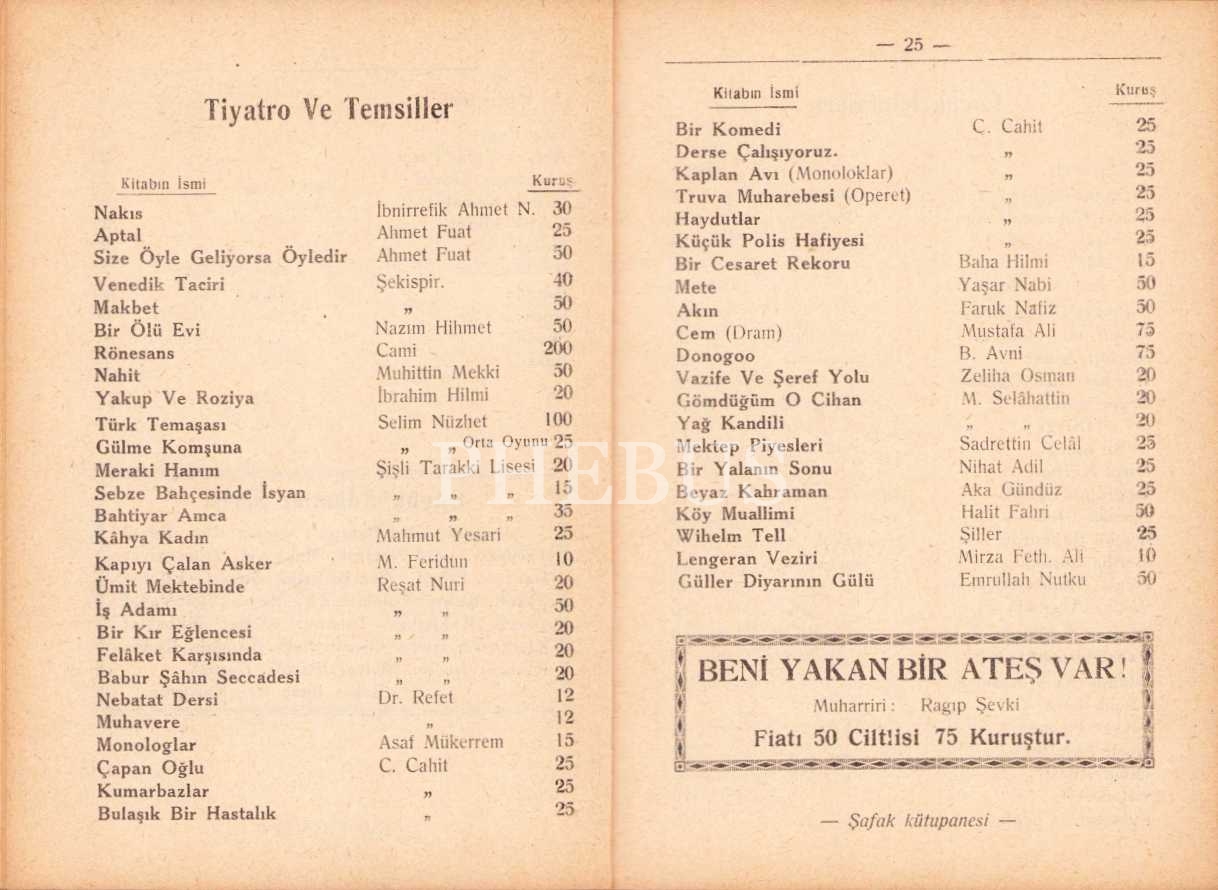 Tiyatro Ve Temsiller
Kitabın İsmi Kuruş
Nakıs İbnirrefik Ahmet N. 30
Aptal Ahmet Fuat 25
Size Öyle Geliyorsa Öyledir Ahmet Fuat 50
Venedik Taciri Şekispir. 40
Makbet „ 50
Bir Ölü Evi Nazım Hihmet 50
Rönesans Cami 200
Nahit Muhittin Mekki 50
Yakup Ve Roziya İbrahim Hilmi 20
Türk Temaşası Selim Nüzhet 100
Gülme Komşuna „ „ Orta Oyunu 25
Meraki Hanım Şişli Tarakki Lisesi 20
Sebze Bahçesinde İsyan „ „ „ 15
Bahtiyar Amca „ „ „ 35
Kâhya Kadın Mahmut Yesari 25
Kapıyı Çalan Asker M. Feridun 10
Ümit Mektebinde Reşat Nuri 20
İş Adamı „ „ 50
Bir Kır Eğlencesi „ „ 20
Felâket Karşısında „ „ 20
Babur Şâhın Seccadesi „ „ 20
Nebatat Dersi Dr. Refet 12
Muhavere „ 12
Monologlar Asaf Mükerrem 15
Çapan Oğlu C. Cahit 25
Kumarbazlar „ 25
Bulaşık Bir Hastalık „ 25
— 25 —
Kitabın İsmi Kuruş
Bir Komedi C. Cahit 25
Derse Çalışıyoruz. „ 25
Kaplan Avı (Monoloklar) „ 25
Truva Muharebesi (Operet) „ 25
Haydutlar „ 25
Küçük Polis Hafiyesi „ 25
Bir Cesaret Rekoru Baha Hilmi 15
Mete Yaşar Nabi 50
Akın Faruk Nafiz 50
Cem (Dram) Mustafa Ali 75
Donogoo B. Avni 75
Vazife Ve Şeref Yolu Zeliha Osman 20
Gömdüğüm O Cihan M. Selâhattin 20
Yağ Kandili „ „ 20
Mektep Piyesleri Sadrettin Celâl 25
Bir Yalanın Sonu Nihat Adil 25
Beyaz Kahraman Aka Gündüz 25
Köy Muallimi Halit Fahri 50
Wihelm Tell Şiller 25
Lengeran Veziri Mirza Feth. Ali 10
Güller Diyarının Gülü Emrullah Nutku 50
BENİ YAKAN BİR ATEŞ VAR!
Muharriri: Ragıp Şevki
Fiatı 50 Ciltlisi 75 Kuruştur.
— Şafak kütupanesi —
PHEBUS